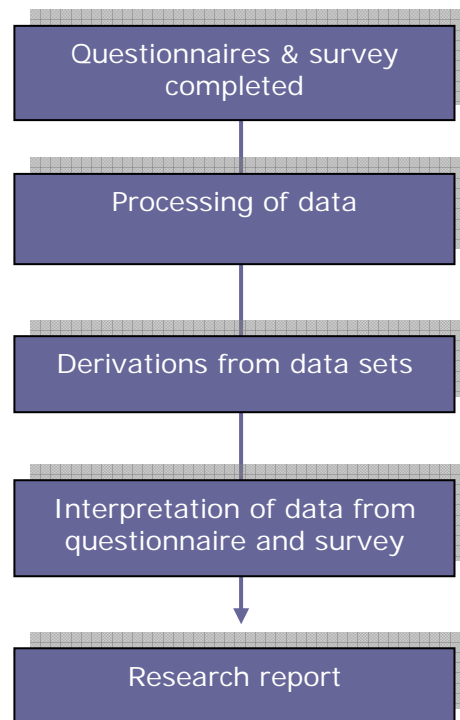 Questionnaires & survey
completed
Processing of data
Derivations from data sets
Interpretation of data from
questionnaire and survey
Research report